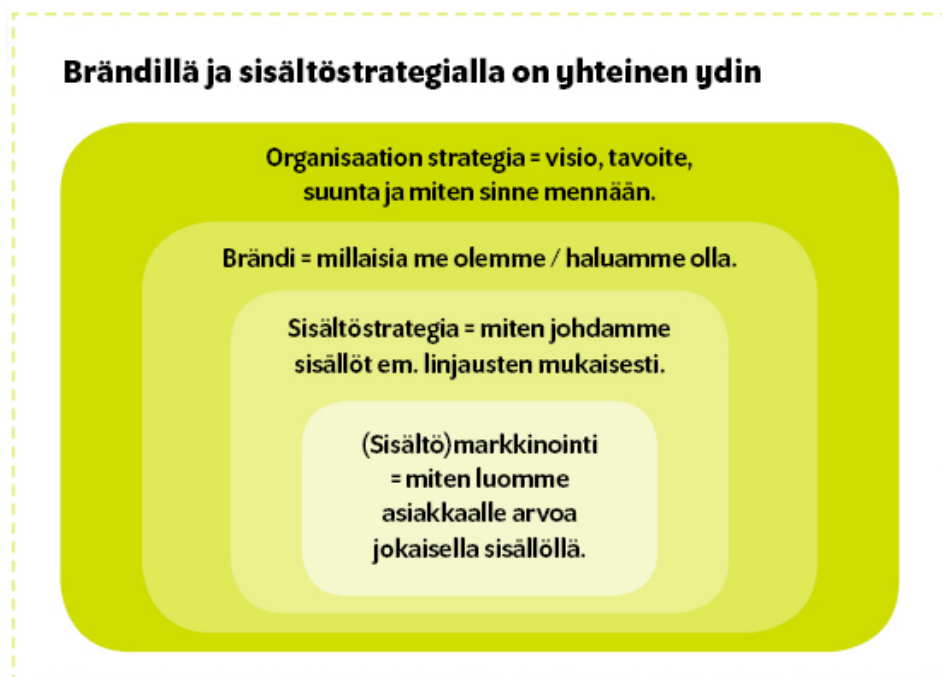 Brändillä ja sisältöstrategialla on yhteinen ydin
Organisaation strategia = visio, tavoite,
suunta ja miten sinne mennään.
Brändi = millaisia me olemme / haluamme olla.
Sisältöstrategia = miten johdamme
sisällöt em. linjausten mukaisesti.
(Sisältö)markkinointi
= miten luomme
asiakkaalle arvoa
jokaisella sisällöllä.